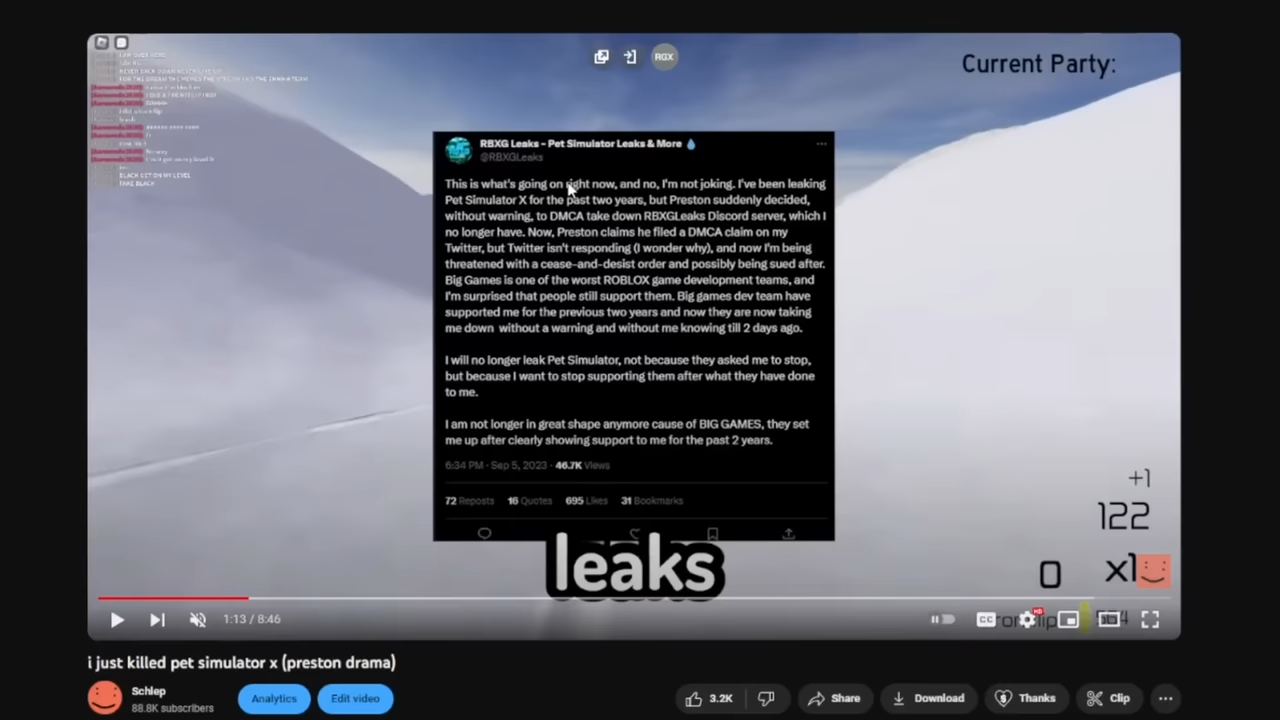 RGX
Current Party:
RBXG Leaks - Pet Simulator Leaks & More 💧
@RBXGLeaks
This is what's going on right now, and no, I'm not joking. I've been leaking
Pet Simulator X for the past two years, but Preston suddenly decided,
without warning, to DMCA take down RBXGLeaks Discord server, which I
no longer have. Now, Preston claims he filed a DMCA claim on my
Twitter, but Twitter isn't responding (I wonder why), and now I'm being
threatened with a cease-and-desist order and possibly being sued after.
Big Games is one of the worst ROBLOX game development teams, and
I'm surprised that people still support them. Big games dev team have
supported me for the previous two years and now they are now taking
me down without a warning and without me knowing till 2 days ago.
I will no longer leak Pet Simulator, not because they asked me to stop,
but because I want to stop supporting them after what they have done
to me.
I am not longer in great shape anymore cause of BIG GAMES, they set
me up after clearly showing support to me for the past 2 years.
6:34 PM · Sep 5, 2023 · 46.7K Views
72 Reposts 16 Quotes 695 Likes 31 Bookmarks
+1
122
leaks
0 x1
1:13 / 8:46
CC
HD
i just killed pet simulator x (preston drama)
Schlep
88.8K subscribers
Analytics
Edit video
3.2K
Share
Download
Thanks
Clip